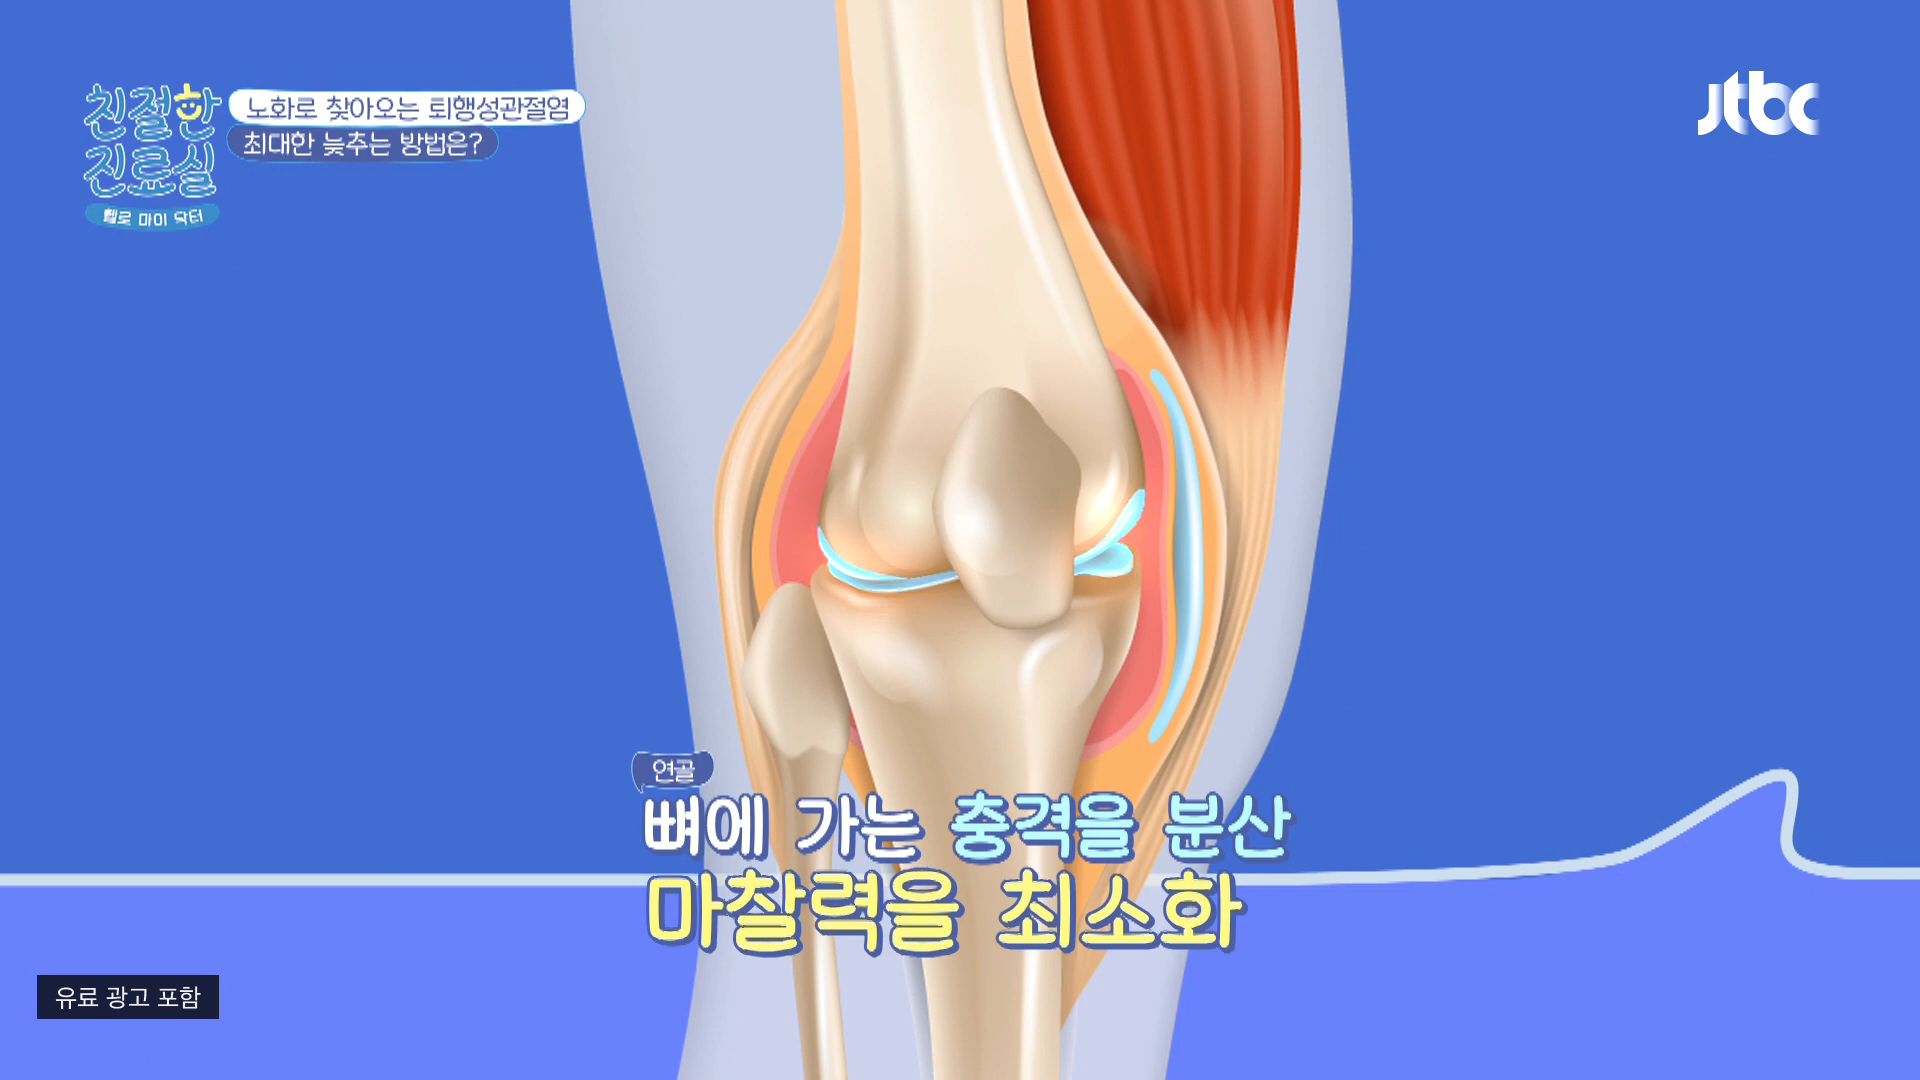 친절한
진료실
헬로 마이 닥터
노화로 찾아오는 퇴행성관절염
최대한 늦추는 방법은?
jtbc
연골
뼈에 가는 충격을 분산
마찰력을 최소화
유료 광고 포함